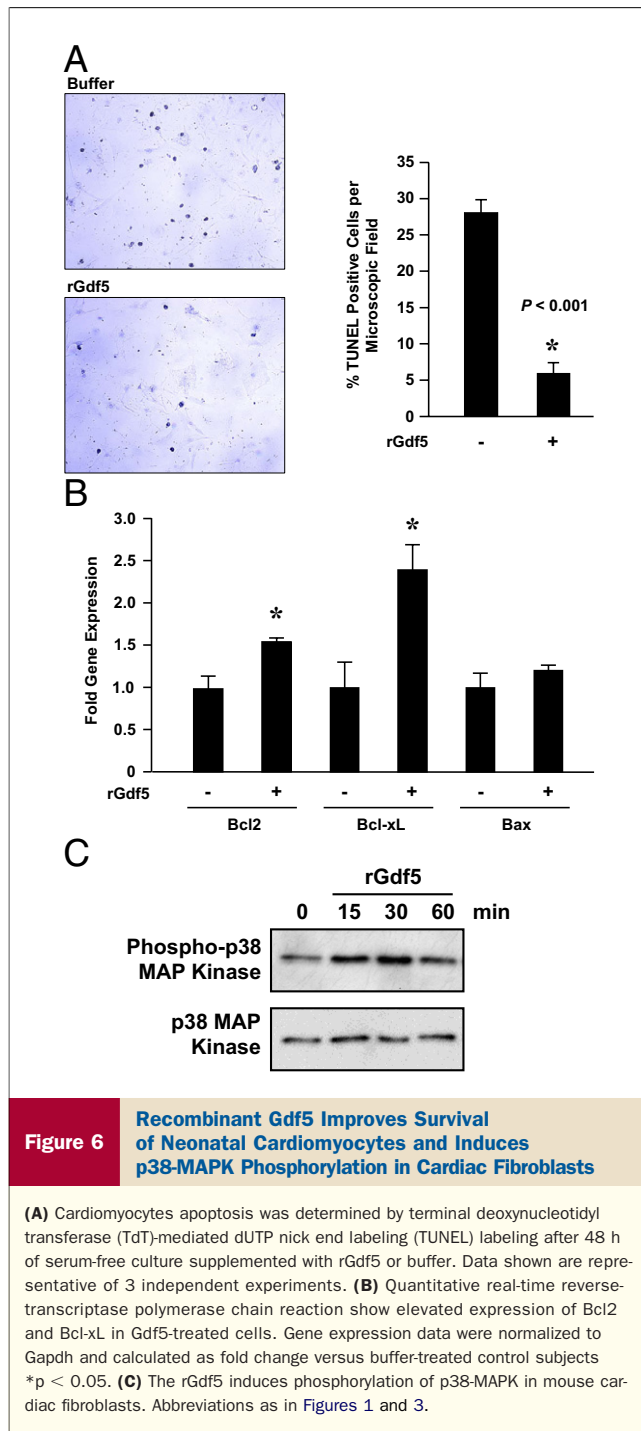 A
Buffer
rGdf5
% TUNEL Positive Cells per
Microscopic Field
35
30
25
20
15
10
5
0
P < 0.001
*
rGdf5 - +
B
Fold Gene Expression
3.0
2.5
2.0
1.5
1.0
0.5
0
*
*
rGdf5 - + - + - +
Bcl2 Bcl-xL Bax
C
rGdf5
0 15 30 60 min
Phospho-p38
MAP Kinase
p38 MAP
Kinase
Figure 6
Recombinant Gdf5 Improves Survival
of Neonatal Cardiomyocytes and Induces
p38-MAPK Phosphorylation in Cardiac Fibroblasts
(A) Cardiomyocytes apoptosis was determined by terminal deoxynucleotidyl
transferase (TdT)-mediated dUTP nick end labeling (TUNEL) labeling after 48 h
of serum-free culture supplemented with rGdf5 or buffer. Data shown are repre-
sentative of 3 independent experiments. (B) Quantitative real-time reverse-
transcriptase polymerase chain reaction show elevated expression of Bcl2
and Bcl-xL in Gdf5-treated cells. Gene expression data were normalized to
Gapdh and calculated as fold change versus buffer-treated control subjects
*p < 0.05. (C) The rGdf5 induces phosphorylation of p38-MAPK in mouse car-
diac fibroblasts. Abbreviations as in Figures 1 and 3.